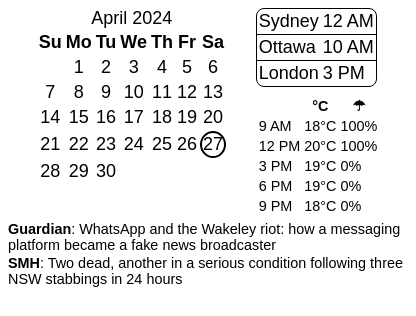 April 2024
Su Mo Tu We Th Fr Sa
1 2 3 4 5 6
7 8 9 10 11 12 13
14 15 16 17 18 19 20
21 22 23 24 25 26 27
28 29 30
Sydney 12 AM
Ottawa 10 AM
London 3 PM
°C ☂
9 AM 18°C 100%
12 PM 20°C 100%
3 PM 19°C 0%
6 PM 19°C 0%
9 PM 18°C 0%
Guardian: WhatsApp and the Wakeley riot: how a messaging
platform became a fake news broadcaster
SMH: Two dead, another in a serious condition following three
NSW stabbings in 24 hours